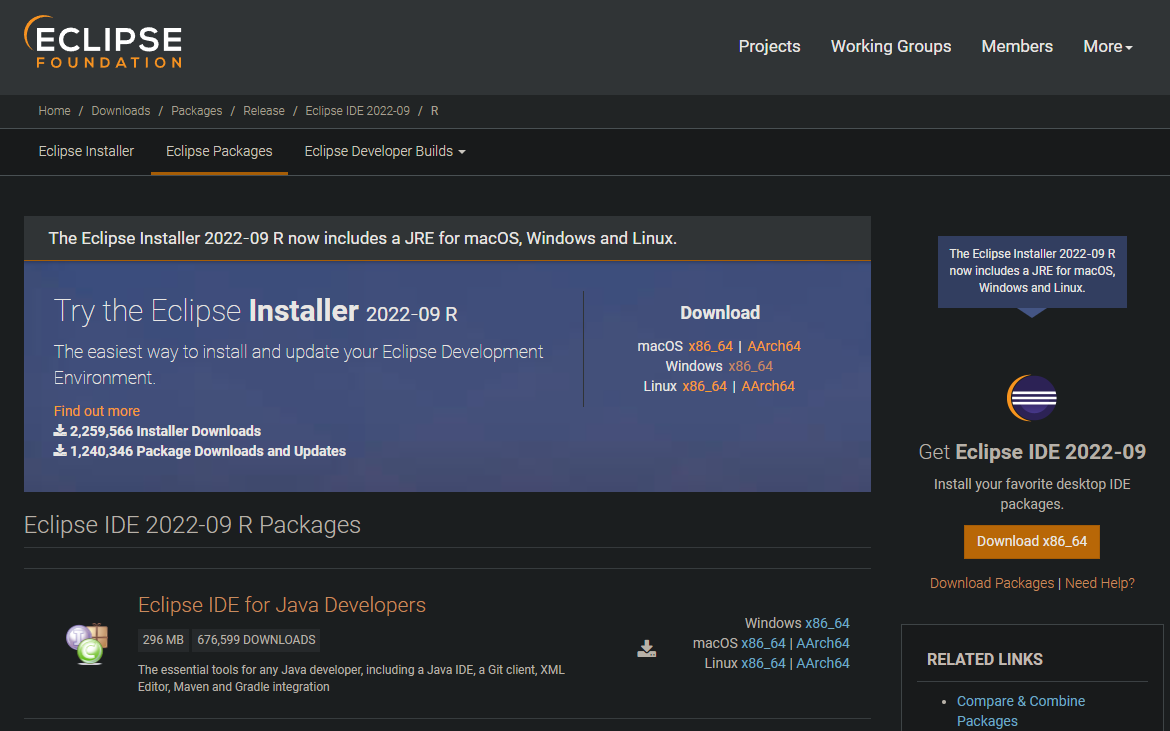 ECLIPSE
FOUNDATION
Projects Working Groups Members More
Home / Downloads / Packages / Release / Eclipse IDE 2022-09 / R
Eclipse Installer Eclipse Packages Eclipse Developer Builds
The Eclipse Installer 2022-09 R now includes a JRE for macOS, Windows and Linux.
Try the Eclipse Installer 2022-09 R
The easiest way to install and update your Eclipse Development
Environment.
Find out more
2,259,566 Installer Downloads
1,240,346 Package Downloads and Updates
Download
macOS x86_64 | AArch64
Windows x86_64
Linux x86_64 | AArch64
Eclipse IDE 2022-09 R Packages
Eclipse IDE for Java Developers
296 MB 676,599 DOWNLOADS
The essential tools for any Java developer, including a Java IDE, a Git client, XML
Editor, Maven and Gradle integration
Windows x86_64
macOS x86_64 | AArch64
Linux x86_64 | AArch64
The Eclipse Installer 2022-09 R
now includes a JRE for macOS,
Windows and Linux.
Get Eclipse IDE 2022-09
Install your favorite desktop IDE
packages.
Download x86_64
Download Packages | Need Help?
RELATED LINKS
• Compare & Combine
Packages